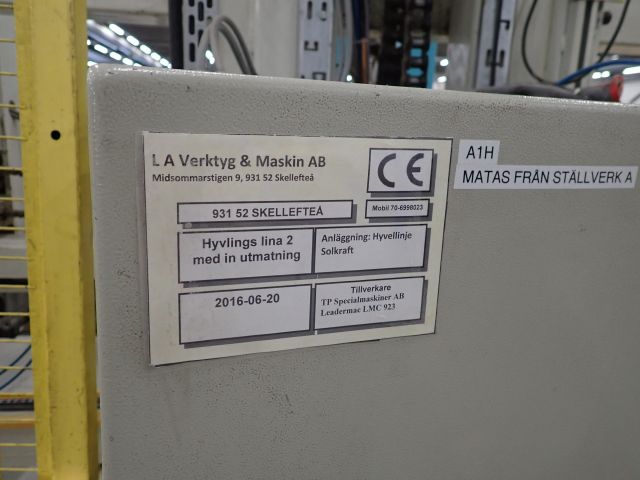 L A Verktyg & Maskin AB
Midsommarstigen 9, 931 52 Skellefteå
CE
931 52 SKELLEFTEÅ
Mobil 70-6998023
Hyvlings lina 2
med in utmatning
Anläggning: Hyvellinje
Solkraft
2016-06-20
Tillverkare
TP Specialmaskiner AB
Leadermac LMC 923
A1H
MATAS FRÅN STÄLLVERK A